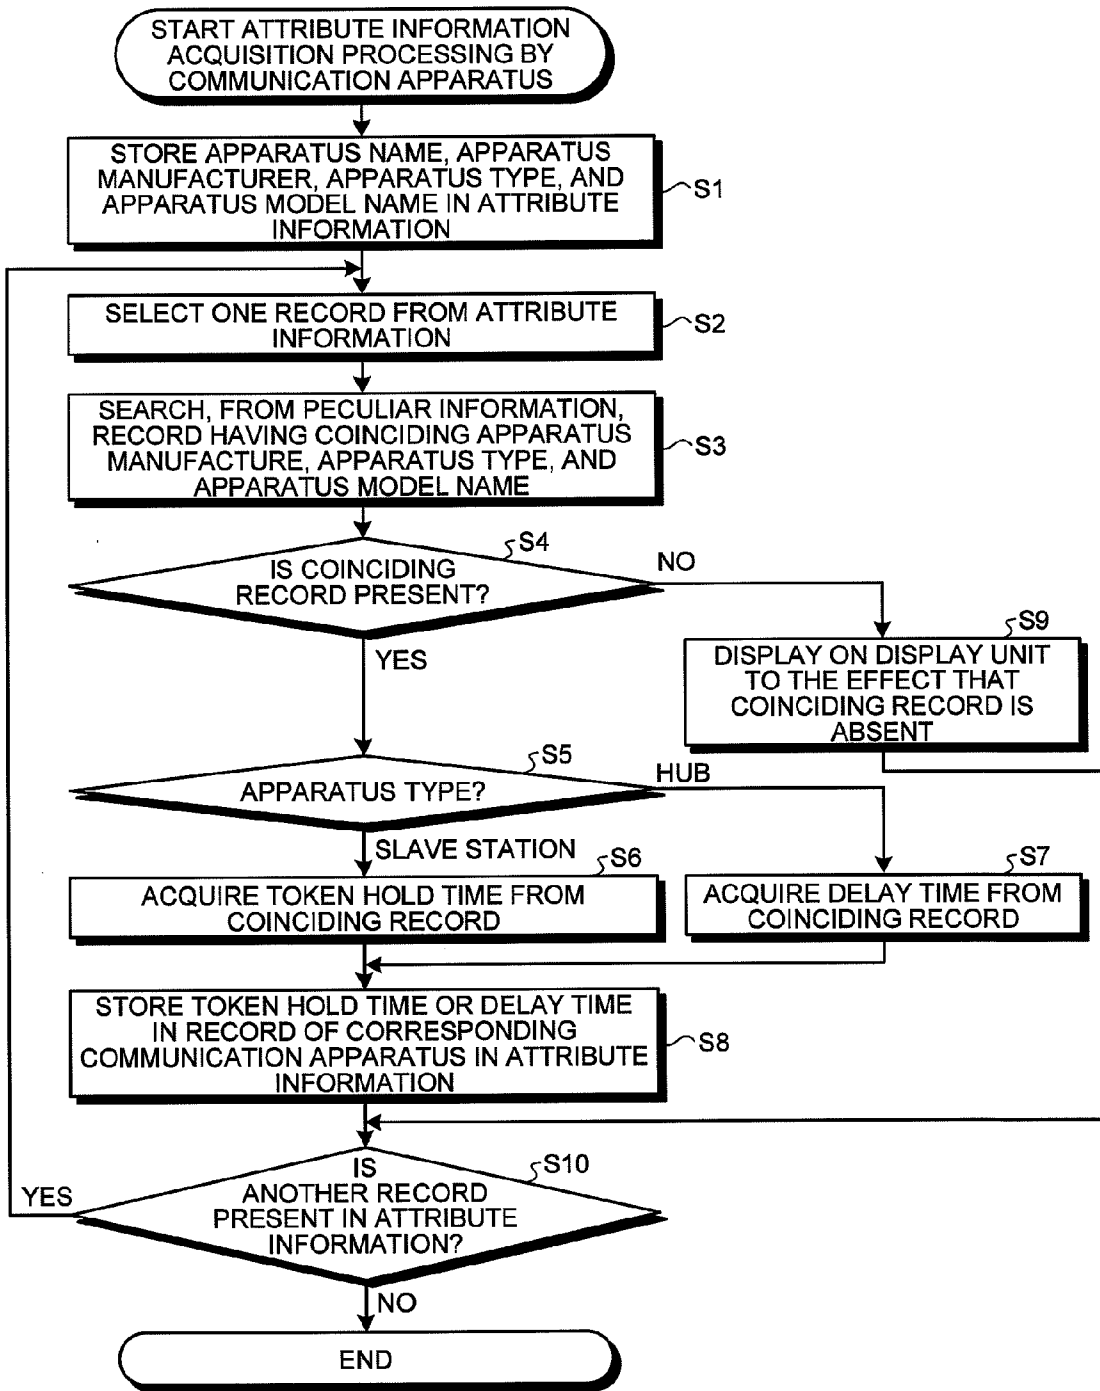 START ATTRIBUTE INFORMATION
ACQUISITION PROCESSING BY
COMMUNICATION APPARATUS
STORE APPARATUS NAME, APPARATUS
MANUFACTURER, APPARATUS TYPE, AND
APPARATUS MODEL NAME IN ATTRIBUTE
INFORMATION
S1
SELECT ONE RECORD FROM ATTRIBUTE
INFORMATION
S2
SEARCH, FROM PECULIAR INFORMATION,
RECORD HAVING COINCIDING APPARATUS
MANUFACTURE, APPARATUS TYPE, AND
APPARATUS MODEL NAME
S3
S4
IS COINCIDING
RECORD PRESENT?
NO
YES
S9
DISPLAY ON DISPLAY UNIT
TO THE EFFECT THAT
COINCIDING RECORD IS
ABSENT
S5
APPARATUS TYPE?
HUB
SLAVE STATION
S6
ACQUIRE TOKEN HOLD TIME FROM
COINCIDING RECORD
S7
ACQUIRE DELAY TIME FROM
COINCIDING RECORD
STORE TOKEN HOLD TIME OR DELAY TIME
IN RECORD OF CORRESPONDING
COMMUNICATION APPARATUS IN ATTRIBUTE
INFORMATION
S8
S10
IS
ANOTHER RECORD
PRESENT IN ATTRIBUTE
INFORMATION?
YES
NO
END